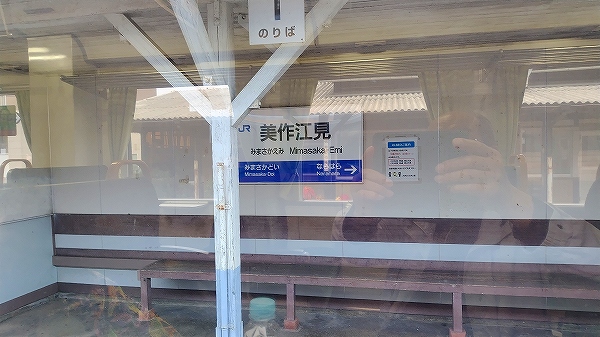 1
のりば
JR
美作江見
みまさかえみ Mimasaka-Emi
みまさかどい ならはら
Mimasaka-Doi Narahara